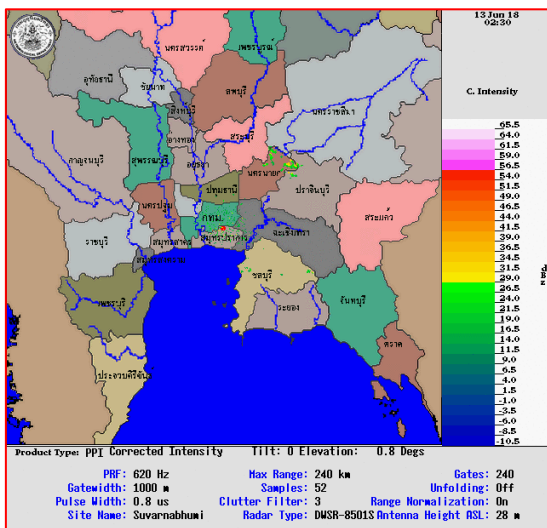 13 Jun 18
02:30
C. Intensity
นครสวรรค์
เพชรบูรณ์
อุทัยธานี
ชัยนาท
ลพบุรี
สิงห์บุรี
นครราชสีมา
อ่างทอง
สระบุรี
กาญจนบุรี
สุพรรณบุรี
อยุธยา
นครนายก
ปราจีนบุรี
ปทุมธานี
นครปฐม
สระแก้ว
กทม.
ฉะเชิงเทรา
ราชบุรี
สมุทรสาคร
สมุทรปราการ
สมุทรสงคราม
ชลบุรี
เพชรบุรี
ระยอง
จันทบุรี
ตราด
ประจวบคีรีขันธ์
65.5
64.0
61.5
59.0
56.5
54.0
51.5
49.0
46.5
44.0
41.5
39.0
36.5
34.0
31.5
29.0
26.5
24.0
21.5
19.0
16.5
14.0
11.5
9.0
6.5
4.0
1.5
-1.0
-3.5
-5.5
-8.0
-10.5
Product Type: PPI Corrected Intensity Tilt: 0 Elevation: 0.8 Degs
PRF: 620 Hz Max Range: 240 km Gates: 240
Gatewidth: 1000 m Samples: 52 Unfolding: Off
Pulse Width: 0.8 us Clutter Filter: 3 Range Normalization: On
Site Name: Suvarnabhumi Radar Type: DWSR-8501S Antenna Height ASL: 28 m